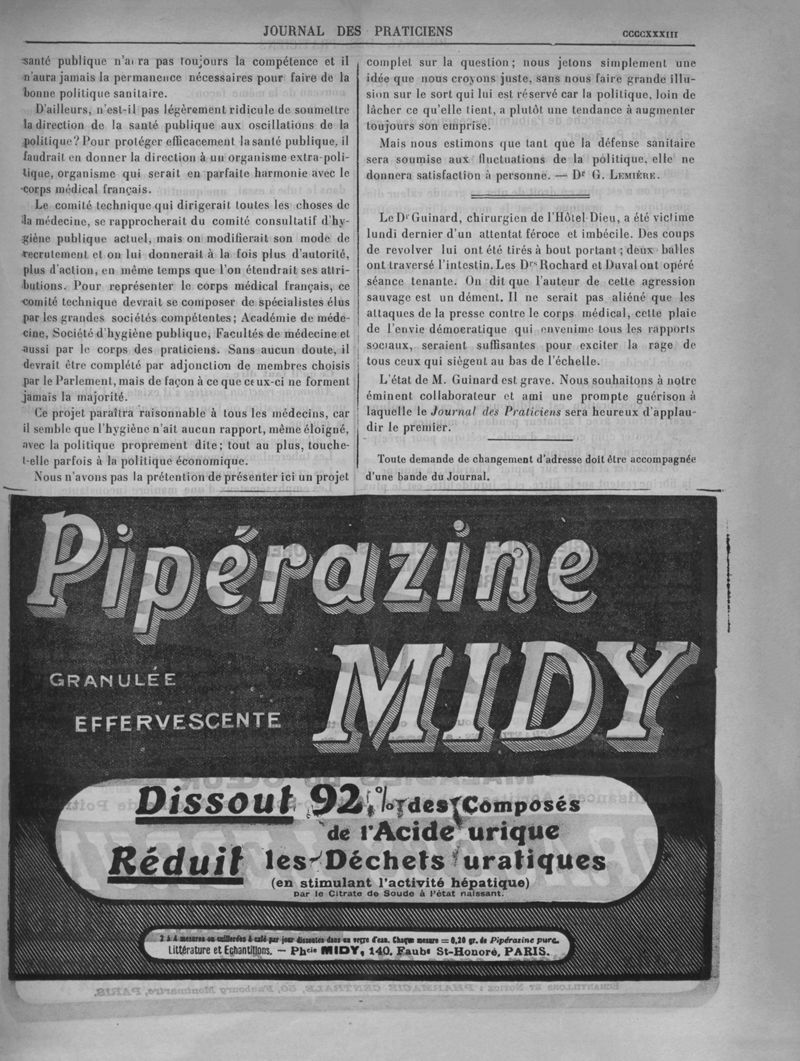 JOURNAL DES PRATICIENS
CCCCXXXIII
santé publique n'aura pas toujours la compétence et il
n'aura jamais la permanence nécessaires pour faire de la
bonne politique sanitaire.
D'ailleurs, n'est-il pas légèrement ridicule de soumettre
la direction de la santé publique aux oscillations de la
politique? Pour protéger efficacement la santé publique, il
faudrait en donner la direction à un organisme extra-poli-
tique, organisme qui serait en parfaite harmonie avec le
corps médical français.
Le comité technique qui dirigerait toutes les choses de
la médecine, se rapprocherait du comité consultatif d'hy-
giène publique actuel, mais on modifierait son mode de
recrutement et on lui donnerait à la fois plus d'autorité,
plus d'action, en même temps que l'on étendrait ses attri-
butions. Pour représenter le corps médical français, ce
comité technique devrait se composer de spécialistes élus
par les grandes sociétés compétentes; Académie de méde-
cine, Société d'hygiène publique, Facultés de médecine et
aussi par le corps des praticiens. Sans aucun doute, il
devrait être complété par adjonction de membres choisis
par le Parlement, mais de façon à ce que ceux-ci ne forment
jamais la majorité.
Ce projet paraîtra raisonnable à tous les médecins, car
il semble que l'hygiène n'ait aucun rapport, même éloigné,
avec la politique proprement dite; tout au plus, touche-
t-elle parfois à la politique économique.
Nous n'avons pas la prétention de présenter ici un projet
complet sur la question; nous jetons simplement une
idée que nous croyons juste, sans nous faire grande illu-
sion sur le sort qui lui est réservé car la politique, loin de
lâcher ce qu'elle tient, a plutôt une tendance à augmenter
toujours son emprise.
Mais nous estimons que tant que la défense sanitaire
sera soumise aux fluctuations de la politique, elle ne
donnera satisfaction à personne. — Dr G. LEMIÈRE.
Le Dr Guinard, chirurgien de l'Hôtel Dieu, a été victime
lundi dernier d'un attentat féroce et imbécile. Des coups
de revolver lui ont été tirés à bout portant; deux balles
ont traversé l'intestin. Les Drs Rochard et Duval ont opéré
séance tenante. On dit que l'auteur de cette agression
sauvage est un dément. Il ne serait pas aliéné que les
attaques de la presse contre le corps médical, cette plaie
de l'envie démocratique qui envenime tous les rapports
sociaux, seraient suffisantes pour exciter la rage de
tous ceux qui siègent au bas de l'échelle.
L'état de M. Guinard est grave. Nous souhaitons à notre
éminent collaborateur et ami une prompte guérison à
laquelle le Journal des Praticiens sera heureux d'applau-
dir le premier.
Toute demande de changement d'adresse doit être accompagnée
d'une bande du Journal.
Pipérazine
MIDY
GRANULÉE
EFFERVESCENTE
Dissout 92 % des Composés
de l'Acide urique
Réduit les Déchets uratiques
(en stimulant l'activité hépatique)
par le Citrate de Soude à l'état naissant.
2 à 4 mesures ou cuillerées à café par jour dissoutes dans un verre d'eau. Chaque mesure = 0,20 gr. de Pipérazine pure.
Littérature et Echantillons. — Phcie MIDY, 140, Faubg St-Honoré, PARIS.